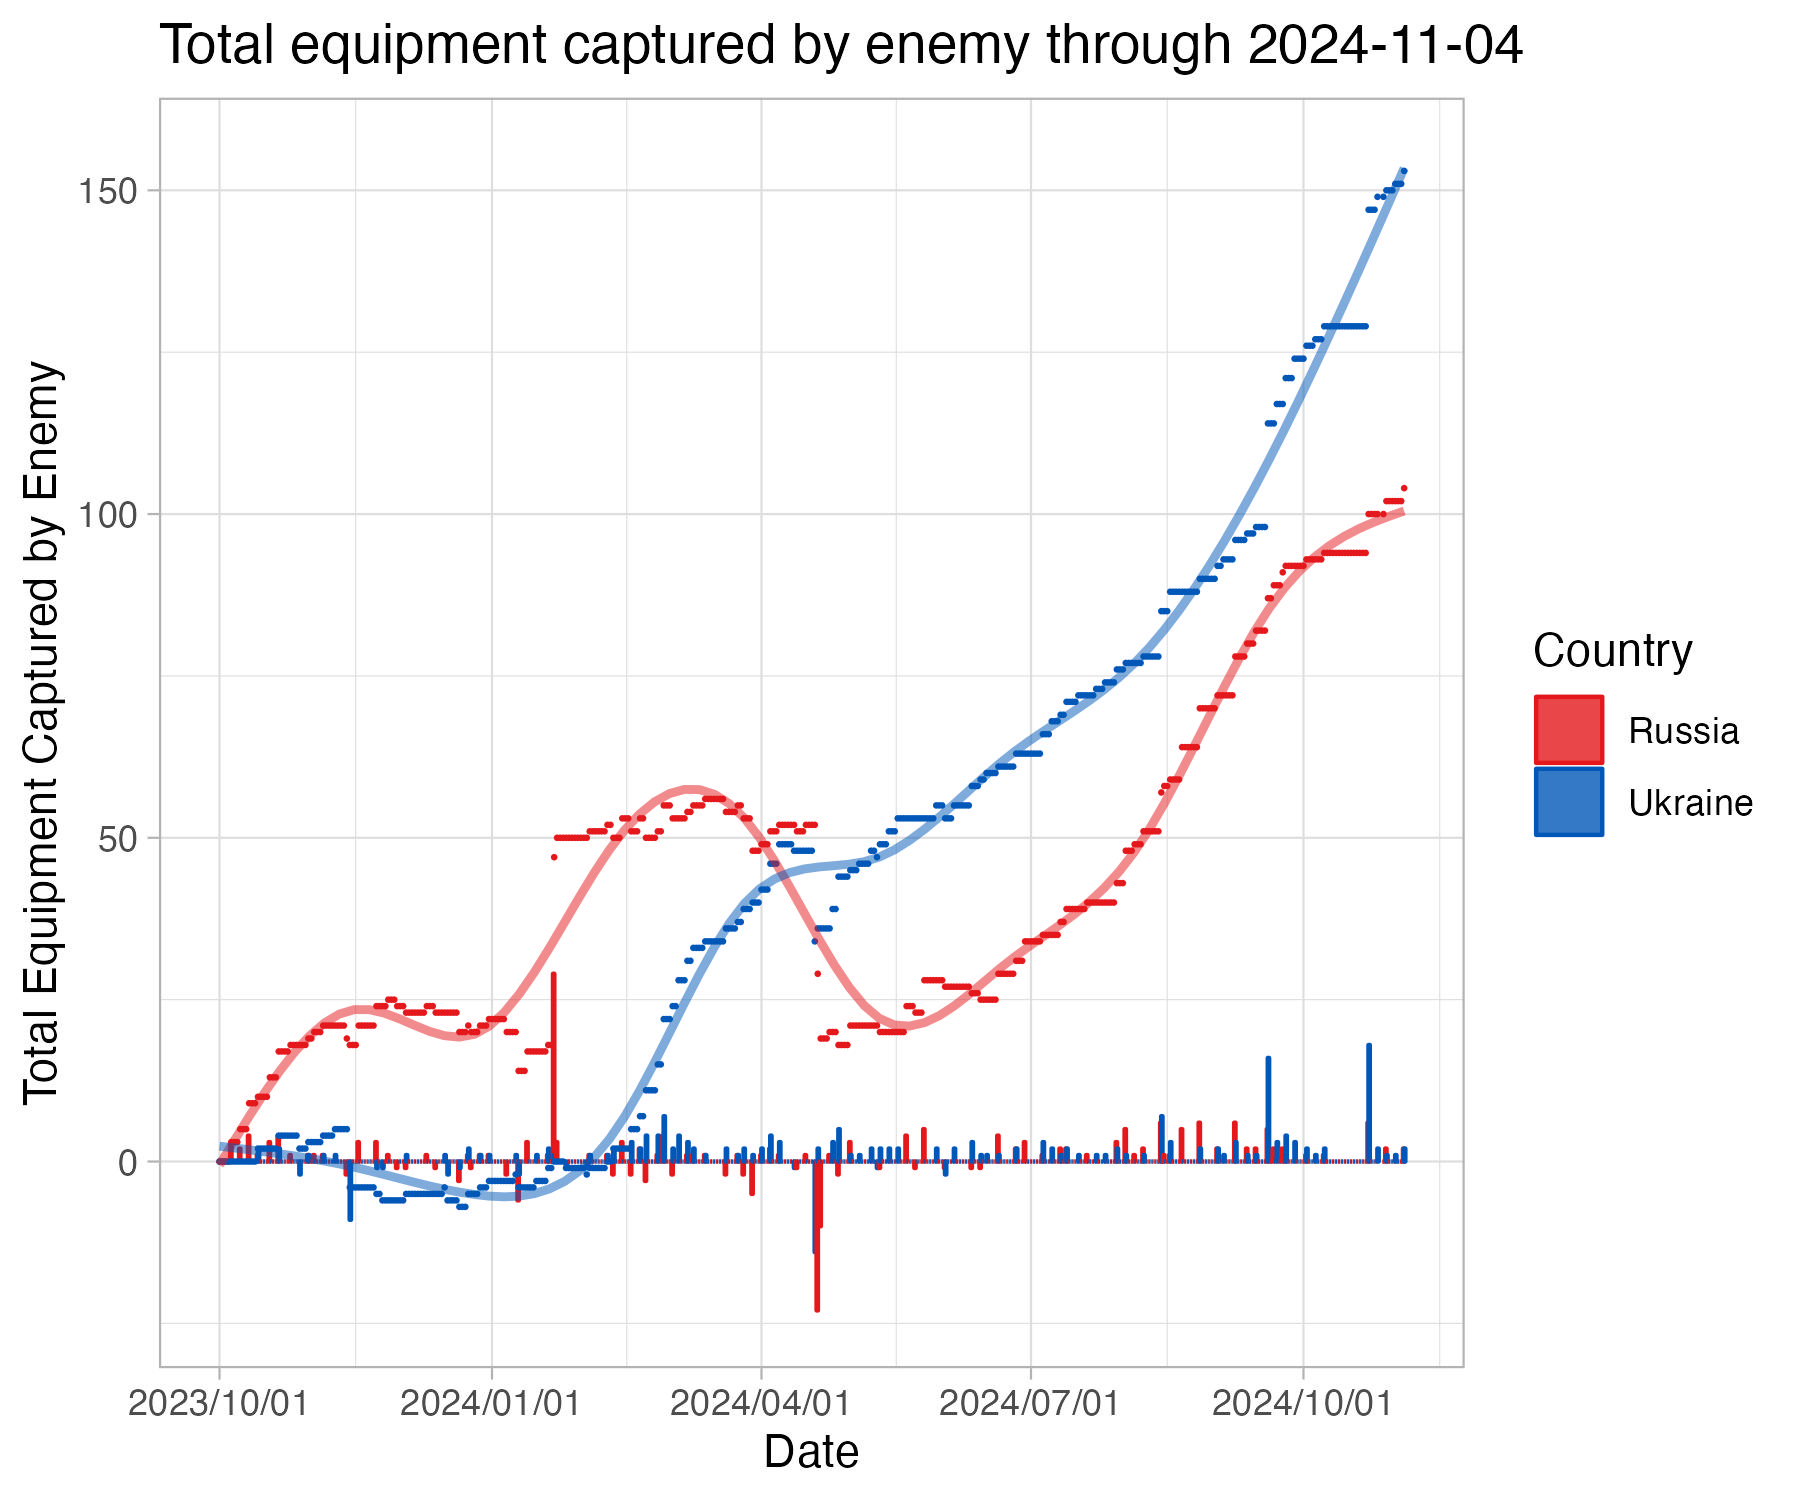 Total equipment captured by enemy through 2024-11-04
Total Equipment Captured by Enemy
150
100
50
0
2023/10/01 2024/01/01 2024/04/01 2024/07/01 2024/10/01
Date
Country
Russia
Ukraine